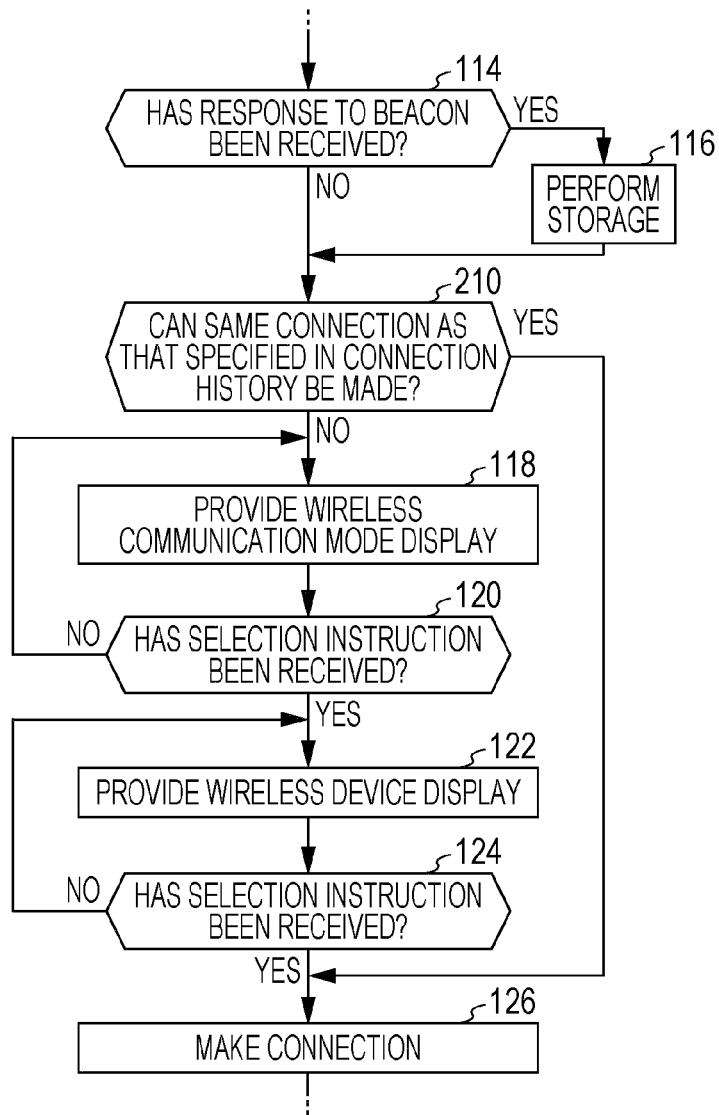 114
HAS RESPONSE TO BEACON
BEEN RECEIVED?
YES
116
PERFORM
STORAGE
NO
210
CAN SAME CONNECTION AS
THAT SPECIFIED IN CONNECTION
HISTORY BE MADE?
YES
NO
118
PROVIDE WIRELESS
COMMUNICATION MODE DISPLAY
120
NO
HAS SELECTION INSTRUCTION
BEEN RECEIVED?
YES
122
PROVIDE WIRELESS DEVICE DISPLAY
124
NO
HAS SELECTION INSTRUCTION
BEEN RECEIVED?
YES
126
MAKE CONNECTION